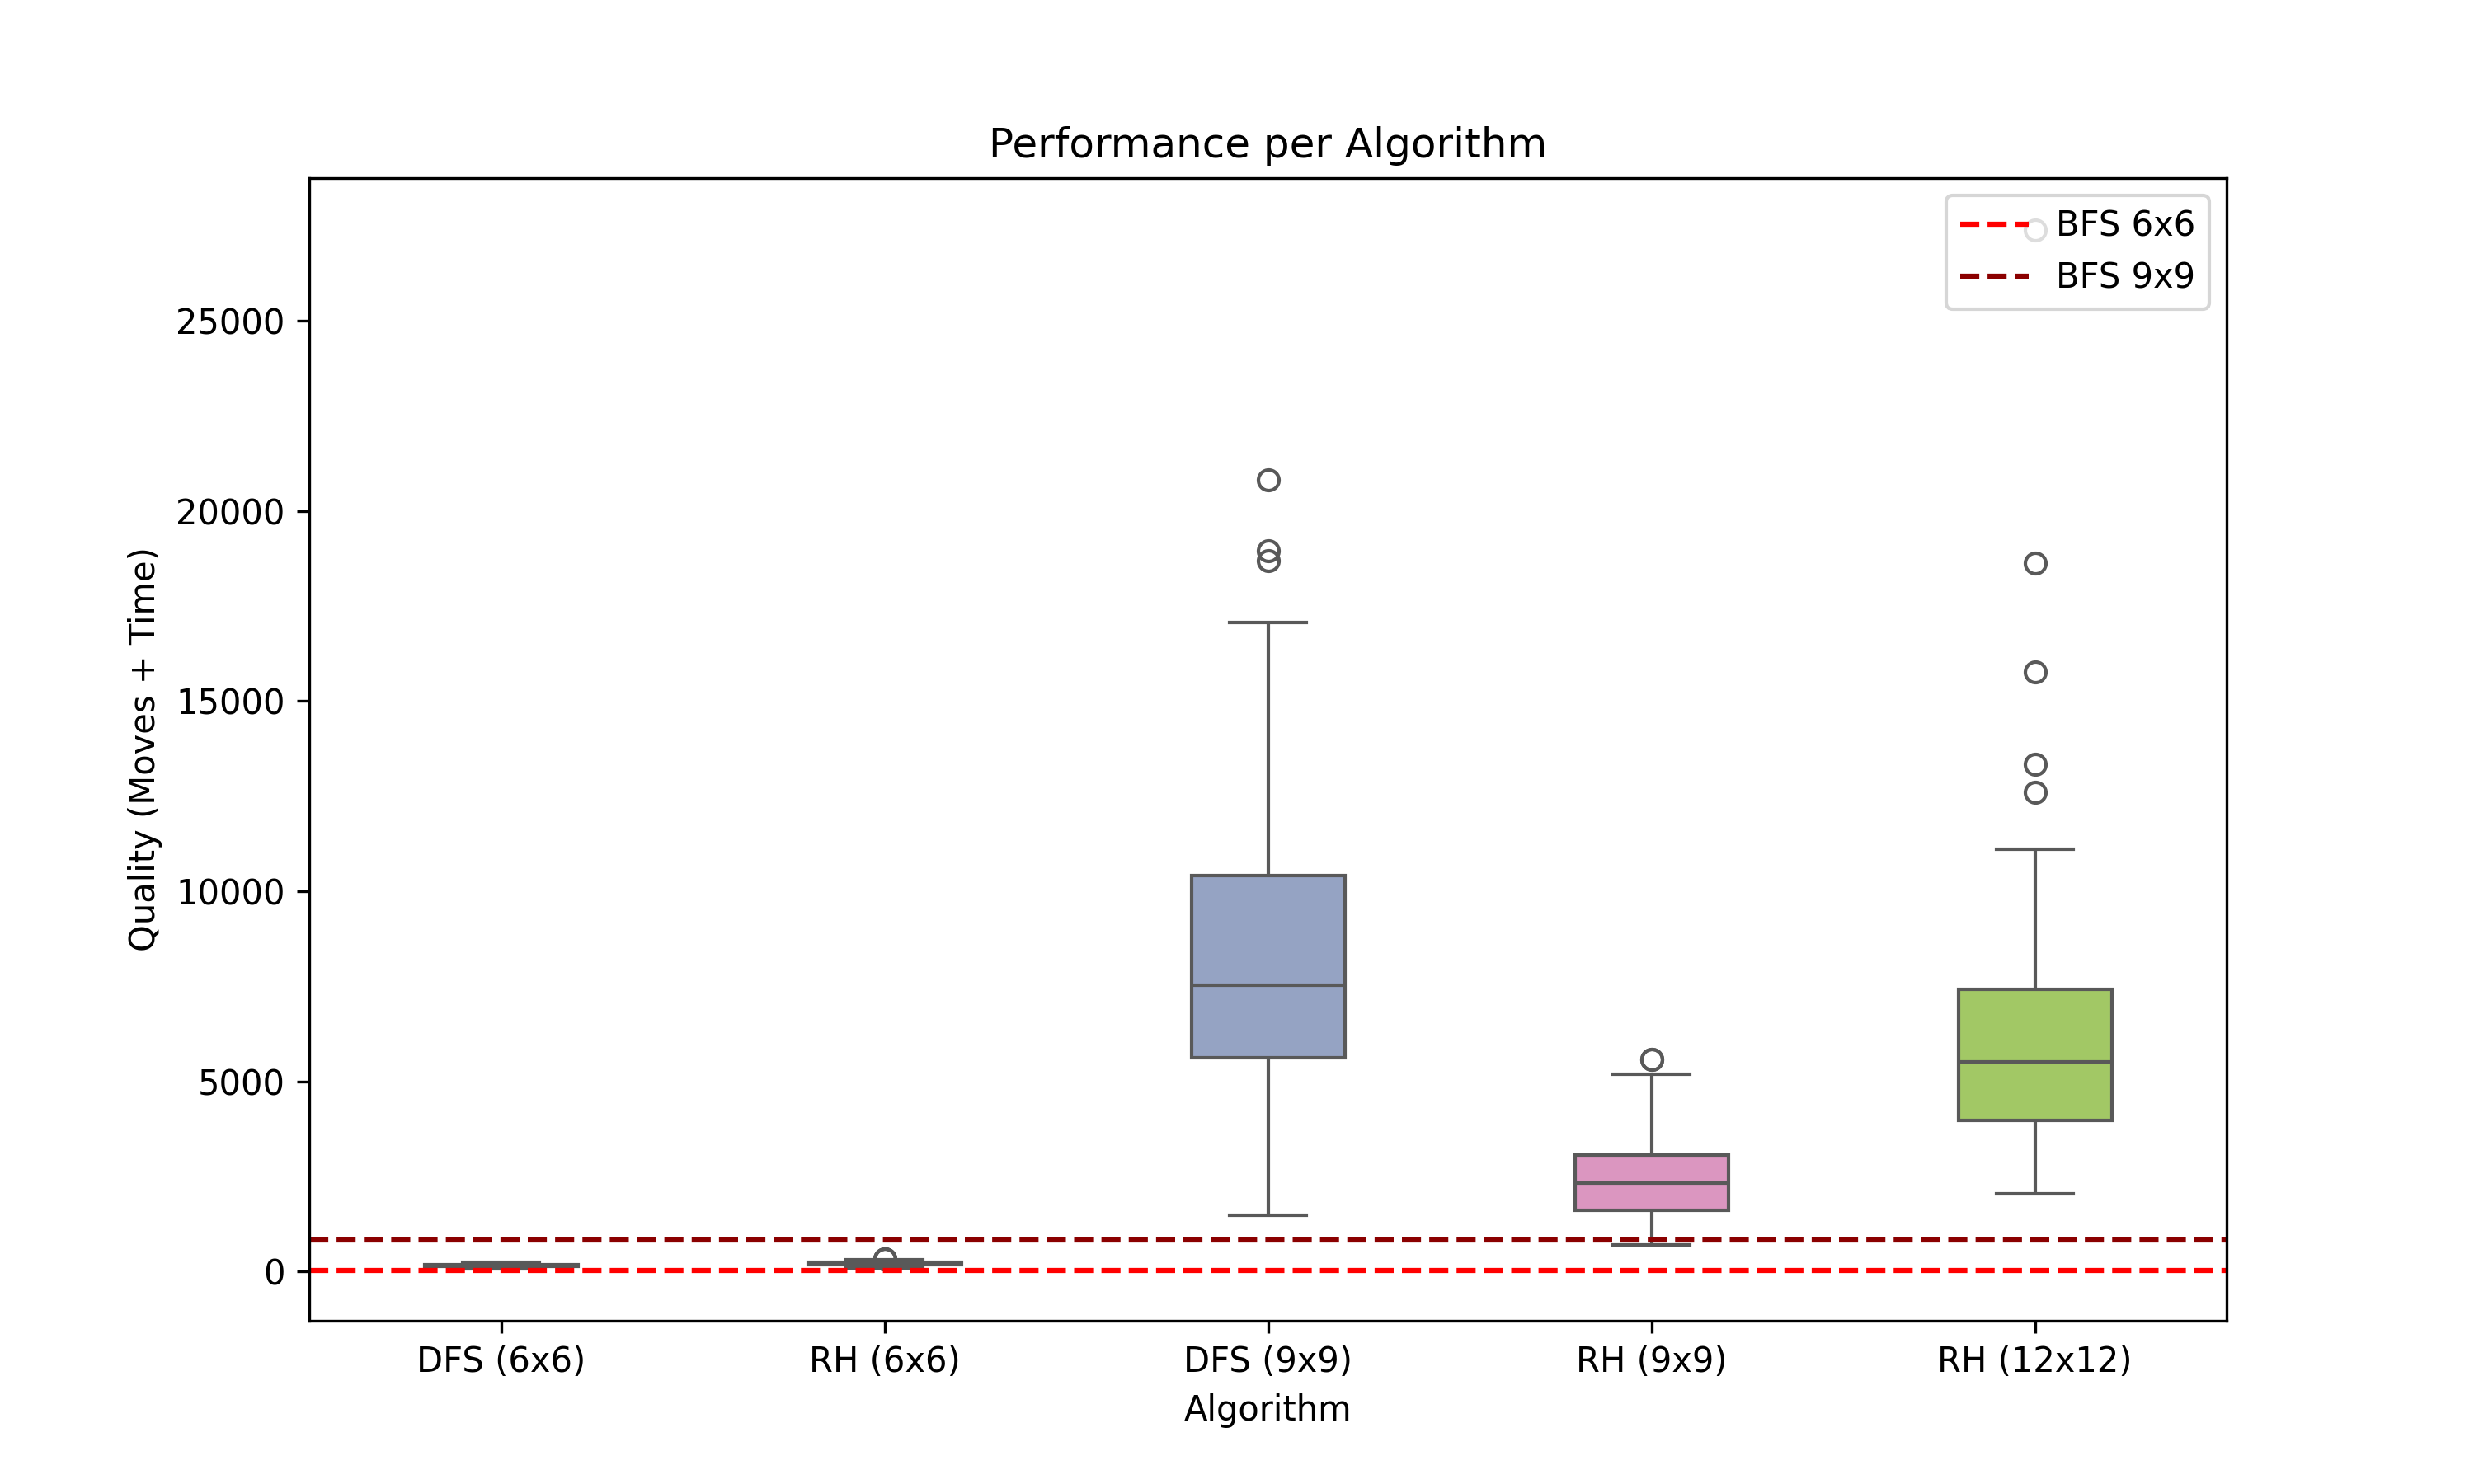 Performance per Algorithm
BFS 6x6
BFS 9x9
Quality (Moves + Time)
25000
20000
15000
10000
5000
0
DFS (6x6)
RH (6x6)
DFS (9x9)
RH (9x9)
RH (12x12)
Algorithm